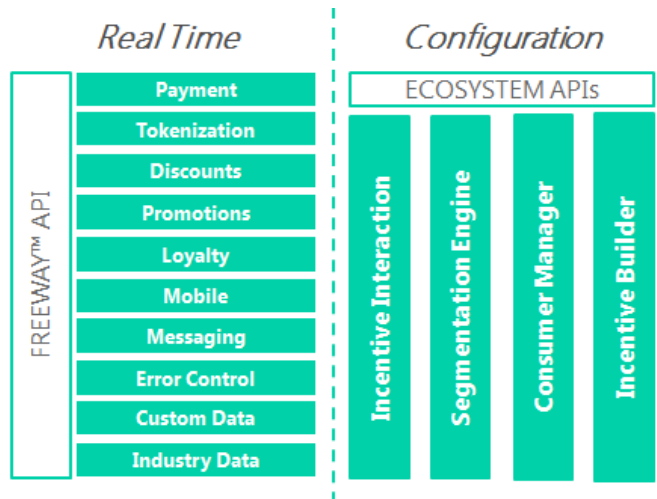 Real Time
Configuration
FREEWAY™ API
Payment
Tokenization
Discounts
Promotions
Loyalty
Mobile
Messaging
Error Control
Custom Data
Industry Data
ECOSYSTEM APIs
Incentive Interaction
Segmentation Engine
Consumer Manager
Incentive Builder